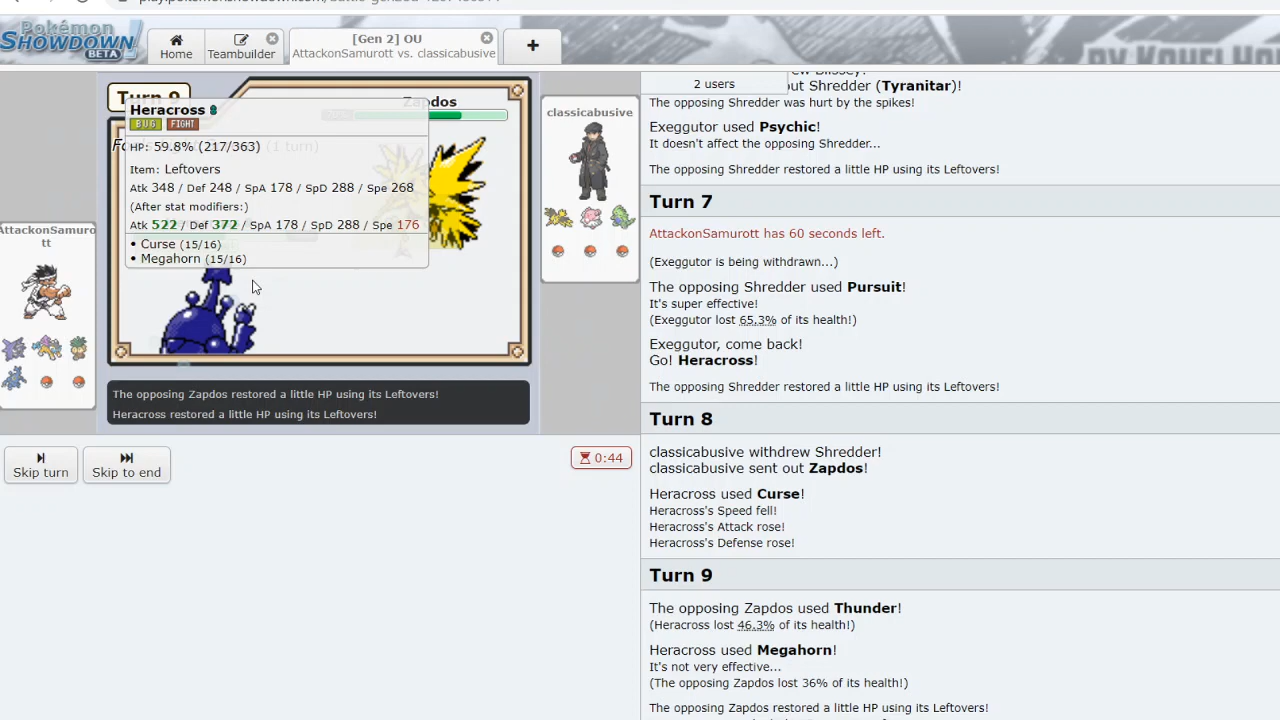 Pokémon
SHOWDOWN
BETA
Home
Teambuilder
[Gen 2] OU
AttackonSamurott vs. classicabusive
+
Turn 9
Zapdos
Heracross
BUG FIGHT
HP: 59.8% (217/363)
(1 turn)
Item: Leftovers
Atk 348 / Def 248 / SpA 178 / SpD 288 / Spe 268
(After stat modifiers:)
Atk 522 / Def 372 / SpA 178 / SpD 288 / Spe 176
• Curse (15/16)
• Megahorn (15/16)
AttackonSamuro
tt
classicabusive
The opposing Zapdos restored a little HP using its Leftovers!
Heracross restored a little HP using its Leftovers!
Skip turn
Skip to end
0:44
2 users
out Shredder (Tyranitar)!
The opposing Shredder was hurt by the spikes!
Exeggutor used Psychic!
It doesn't affect the opposing Shredder...
The opposing Shredder restored a little HP using its Leftovers!
Turn 7
AttackonSamurott has 60 seconds left.
(Exeggutor is being withdrawn...)
The opposing Shredder used Pursuit!
It's super effective!
(Exeggutor lost 65.3% of its health!)
Exeggutor, come back!
Go! Heracross!
The opposing Shredder restored a little HP using its Leftovers!
Turn 8
classicabusive withdrew Shredder!
classicabusive sent out Zapdos!
Heracross used Curse!
Heracross's Speed fell!
Heracross's Attack rose!
Heracross's Defense rose!
Turn 9
The opposing Zapdos used Thunder!
(Heracross lost 46.3% of its health!)
Heracross used Megahorn!
It's not very effective...
(The opposing Zapdos lost 36% of its health!)
The opposing Zapdos restored a little HP using its Leftovers!